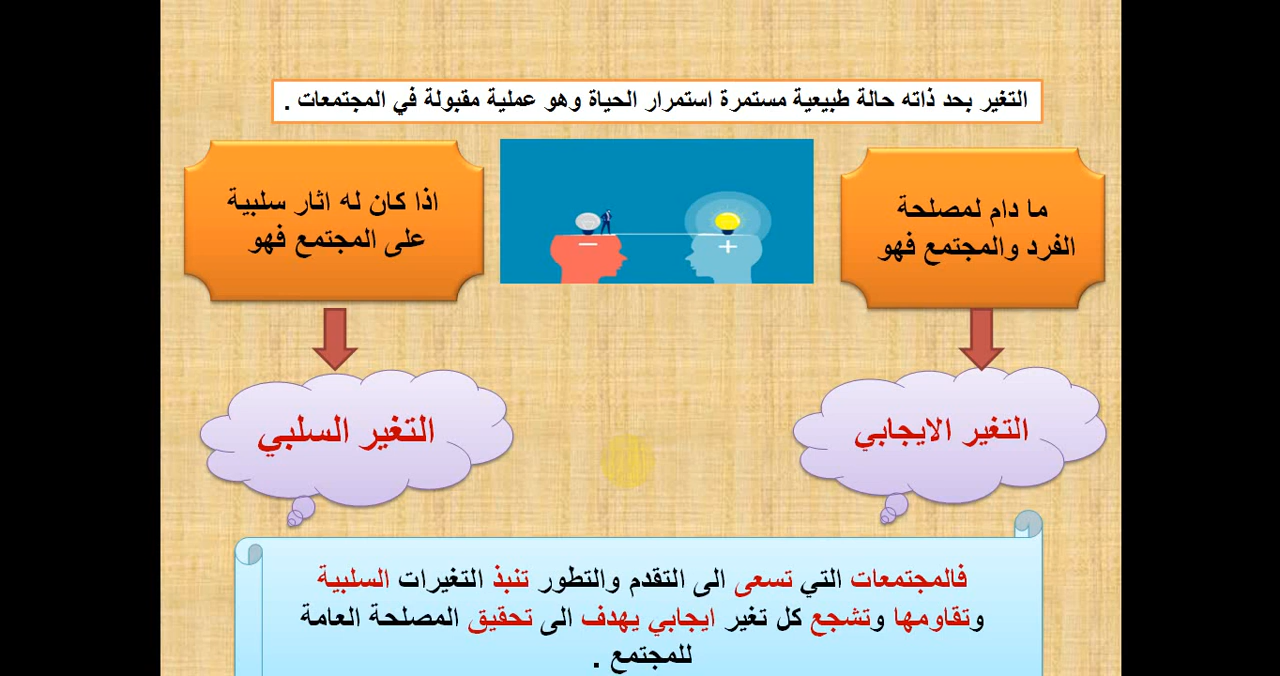 التغير بحد ذاته حالة طبيعية مستمرة استمرار الحياة وهو عملية مقبولة في المجتمعات .
ما دام لمصلحة
الفرد والمجتمع فهو
اذا كان له اثار سلبية
على المجتمع فهو
التغير الايجابي
التغير السلبي
فالمجتمعات التي تسعى الى التقدم والتطور تنبذ التغيرات السلبية
وتقاومها وتشجع كل تغير ايجابي يهدف الى تحقيق المصلحة العامة
للمجتمع .